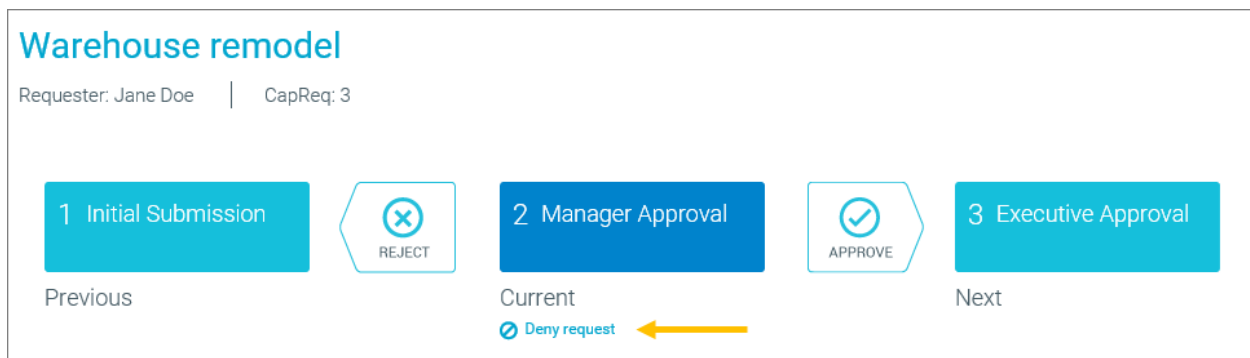 Warehouse remodel
Requester: Jane Doe CapReq: 3
1 Initial Submission
REJECT
2 Manager Approval
APPROVE
3 Executive Approval
Previous
Current
Next
Deny request